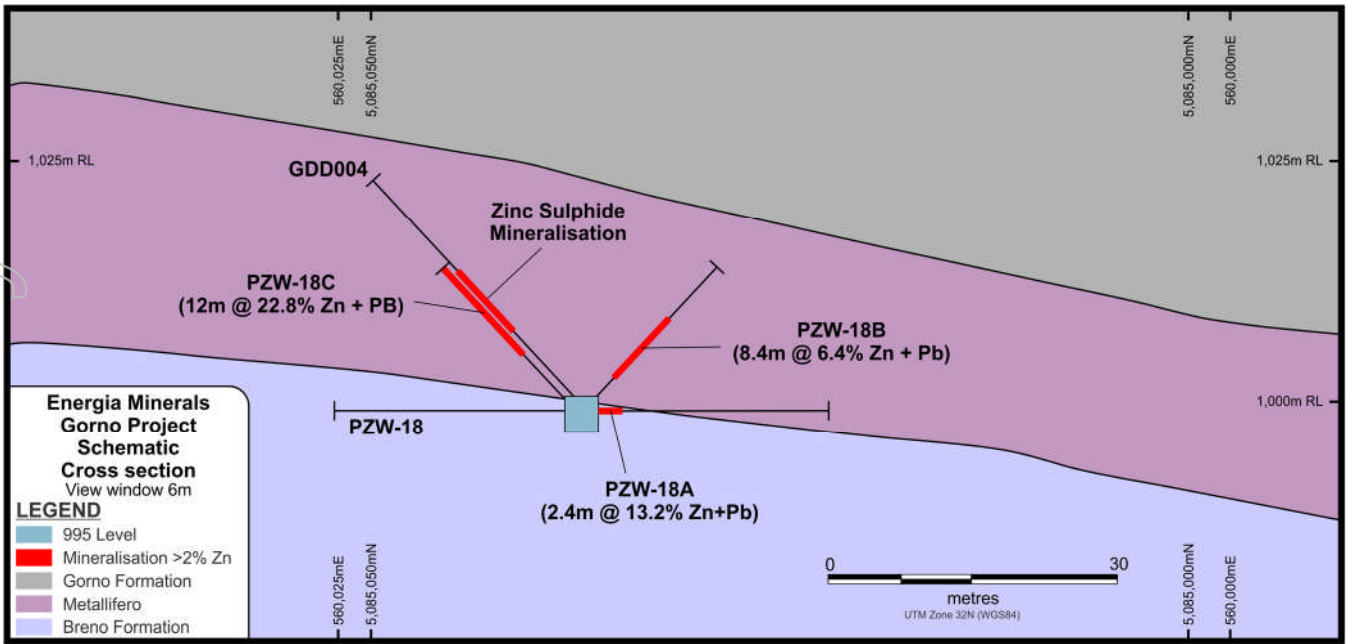 560,025mE
5,085,050mN
5,085,000mN
560,000mE
1,025m RL
1,025m RL
GDD004
Zinc Sulphide
Mineralisation
PZW-18C
(12m @ 22.8% Zn + PB)
PZW-18B
(8.4m @ 6.4% Zn + Pb)
1,000m RL
PZW-18
PZW-18A
(2.4m @ 13.2% Zn+Pb)
Energia Minerals
Gorno Project
Schematic
Cross section
View window 6m
LEGEND
995 Level
Mineralisation >2% Zn
Gorno Formation
Metallifero
Breno Formation
560,025mE
5,085,050mN
0
30
metres
UTM Zone 32N (WGS84)
5,085,000mN
560,000mE